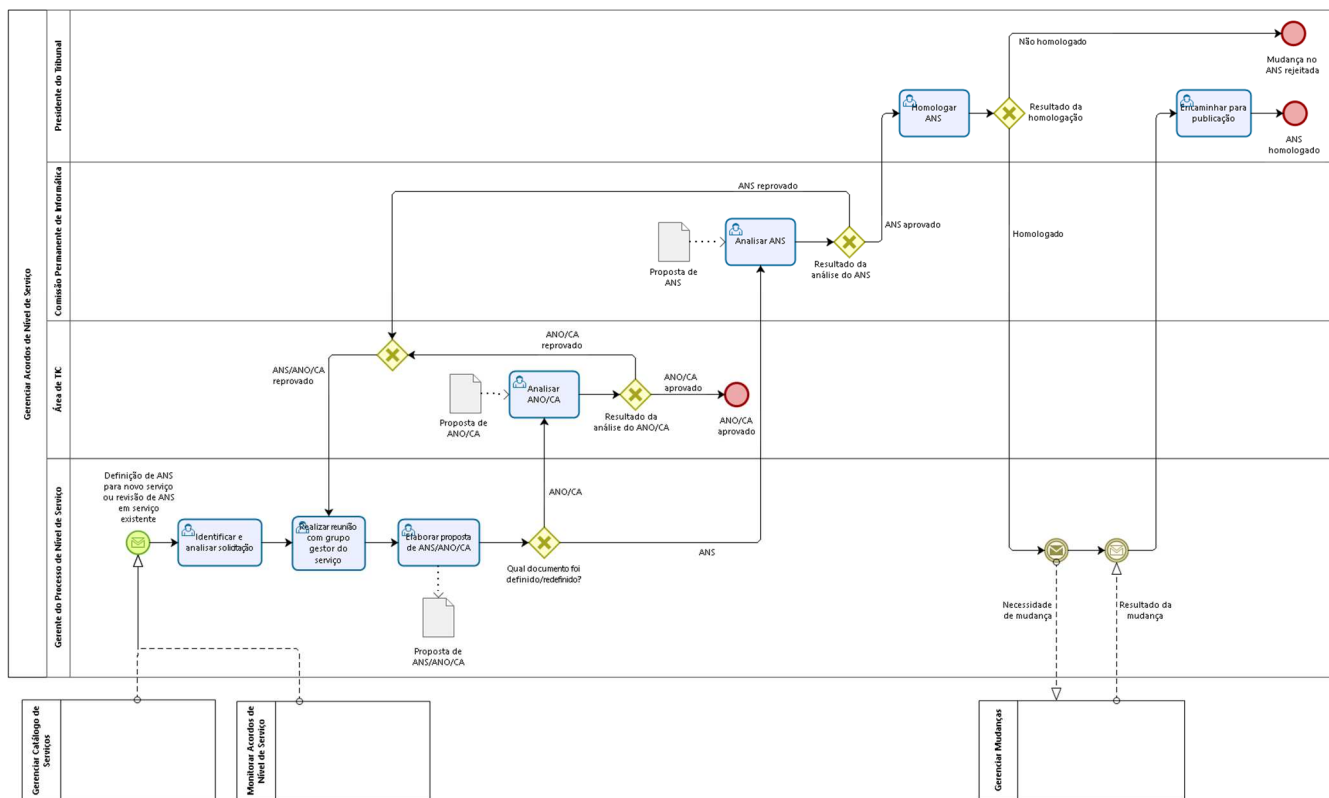 Gerenciar Acordos de Nível de Serviço
Presidente do Tribunal
Não homologado
Mudança no
ANS rejeitada
Homologar
ANS
Resultado da
homologação
Encaminhar para
publicação
ANS
homologado
Comissão Permanente de Informática
ANS reprovado
Proposta de
ANS
Analisar ANS
Resultado da
análise do ANS
ANS aprovado
Homologado
Área de TIC
ANS/ANO/CA
reprovado
ANO/CA
reprovado
Proposta de
ANO/CA
Analisar
ANO/CA
Resultado da
análise do ANO/CA
ANO/CA
aprovado
ANO/CA
aprovado
Gerente do Processo de Nível de Serviço
Definição de ANS
para novo serviço
ou revisão de ANS
em serviço
existente
Identificar e
analisar solicitação
Realizar reunião
com grupo
gestor do
serviço
Elaborar proposta
de ANS/ANO/CA
Proposta de
ANS/ANO/CA
Qual documento foi
definido/redefinido?
ANO/CA
ANS
Necessidade
de mudança
Resultado da
mudança
Gerenciar Catálogo de
Serviços
Monitorar Acordos de
Nível de Serviço
Gerenciar Mudanças